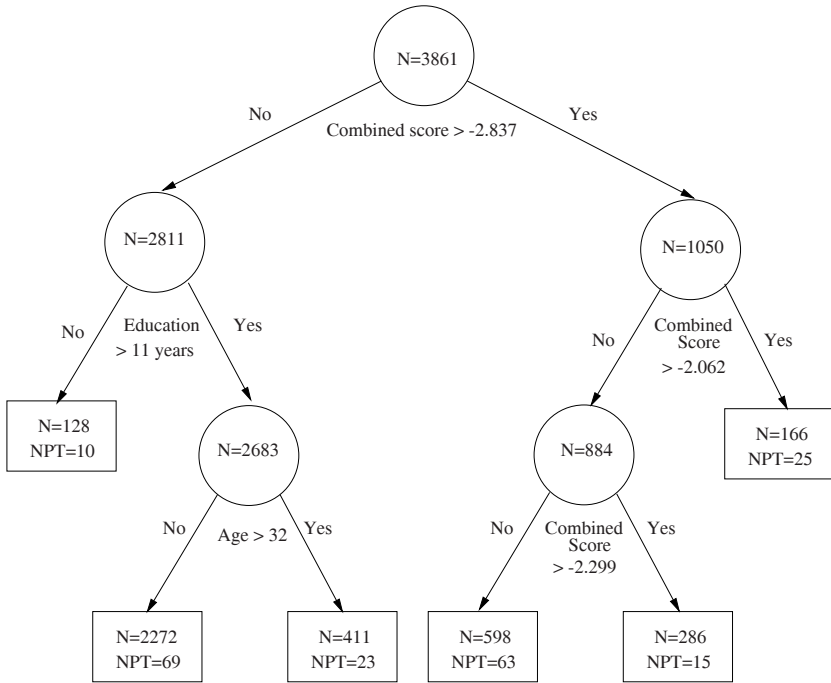 N=3861
No
Yes
Combined score > -2.837
N=2811
N=1050
No
Education
> 11 years
Yes
No
Combined
Score
> -2.062
Yes
N=128
NPT=10
N=2683
N=884
N=166
NPT=25
No
Age > 32
Yes
No
Combined
Score
> -2.299
Yes
N=2272
NPT=69
N=411
NPT=23
N=598
NPT=63
N=286
NPT=15